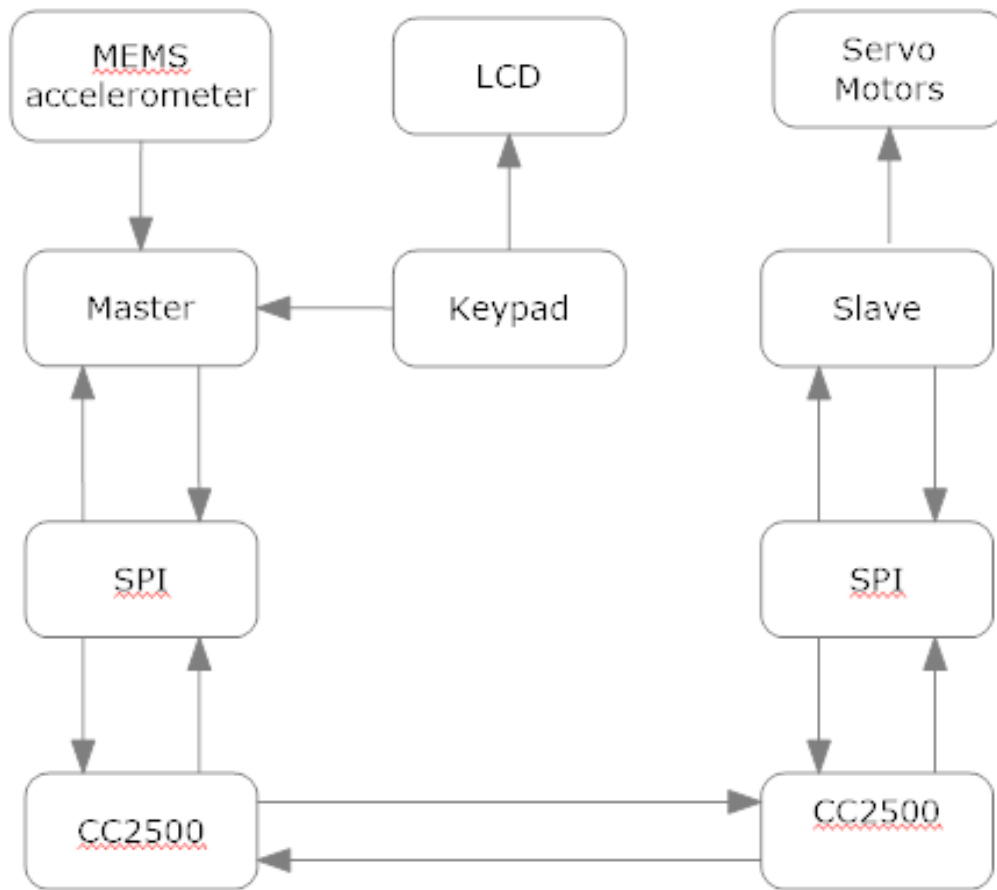 MEMS
accelerometer
LCD
Servo
Motors
Master
Keypad
Slave
SPI
SPI
CC2500
CC2500